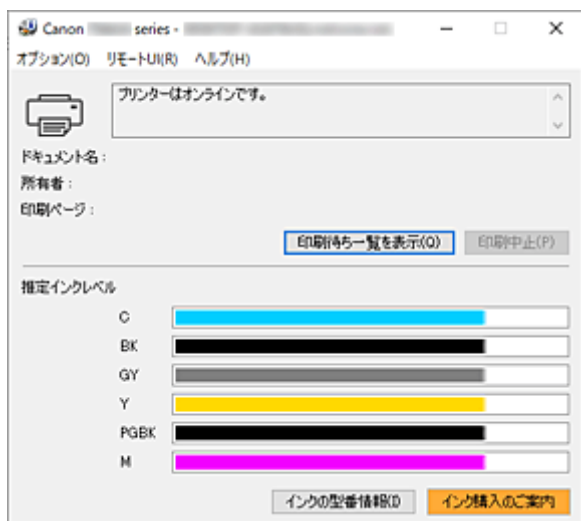 Canon series -
オプション(O) リモートUI(R) ヘルプ(H)
プリンターはオンラインです。
ドキュメント名 :
所有者 :
印刷ページ :
印刷待ち一覧を表示(Q) 印刷中止(P)
推定インクレベル
C
BK
GY
Y
PGBK
M
インクの型番情報(I) インク購入のご案内